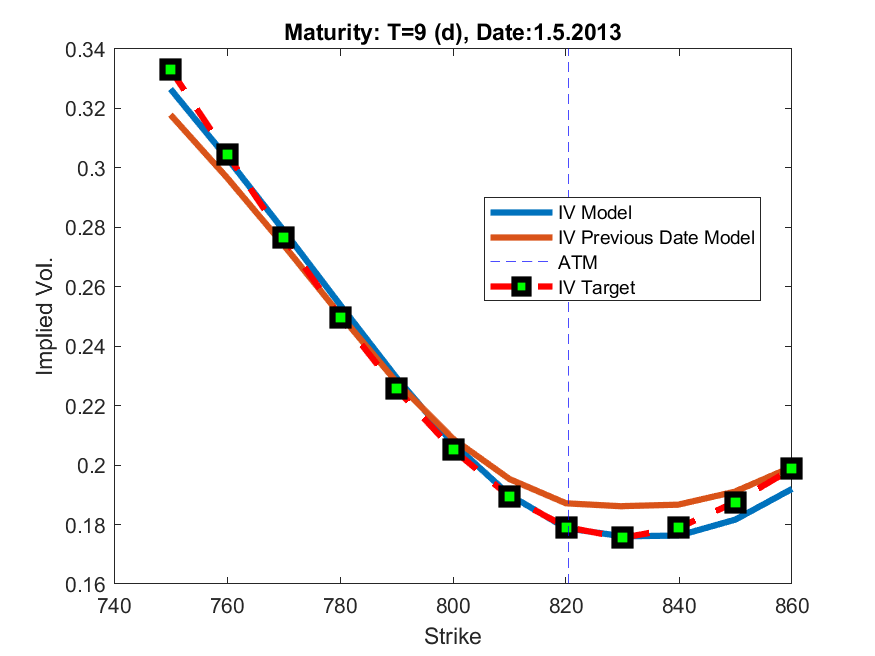 Maturity: T=9 (d), Date:1.5.2013
0.34
0.32
0.3
0.28
0.26
0.24
0.22
0.2
0.18
0.16
Implied Vol.
IV Model
IV Previous Date Model
ATM
IV Target
740 760 780 800 820 840 860
Strike